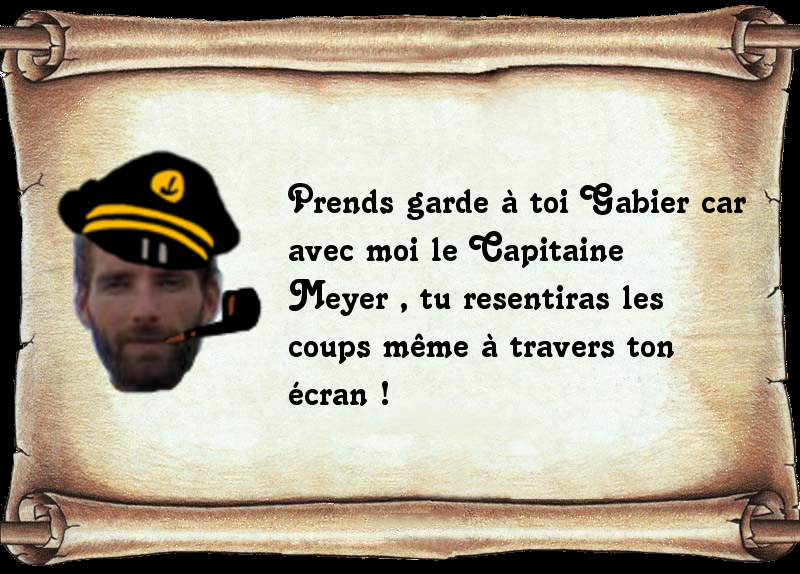 Prends garde à toi Gabier car
avec moi le Capitaine
Meyer , tu resentiras les
coups même à travers ton
écran !